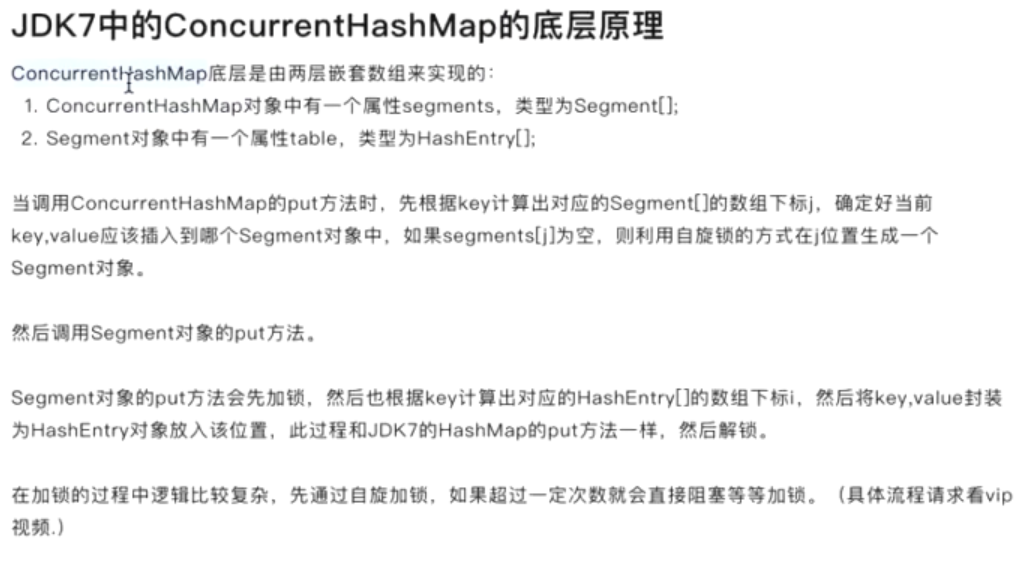 JDK7中的ConcurrentHashMap的底层原理
ConcurrentHashMap底层是由两层嵌套数组来实现的：
1. ConcurrentHashMap对象中有一个属性segments，类型为Segment[];
2. Segment对象中有一个属性table，类型为HashEntry[];
当调用ConcurrentHashMap的put方法时，先根据key计算出对应的Segment[]的数组下标j，确定好当前
key,value应该插入到哪个Segment对象中，如果segments[j]为空，则利用自旋锁的方式在j位置生成一个
Segment对象。
然后调用Segment对象的put方法。
Segment对象的put方法会先加锁，然后也根据key计算出对应的HashEntry[]的数组下标i，然后将key,value封装
为HashEntry对象放入该位置，此过程和JDK7的HashMap的put方法一样，然后解锁。
在加锁的过程中逻辑比较复杂，先通过自旋加锁，如果超过一定次数就会直接阻塞等等加锁。（具体流程请求看vip
视频.）